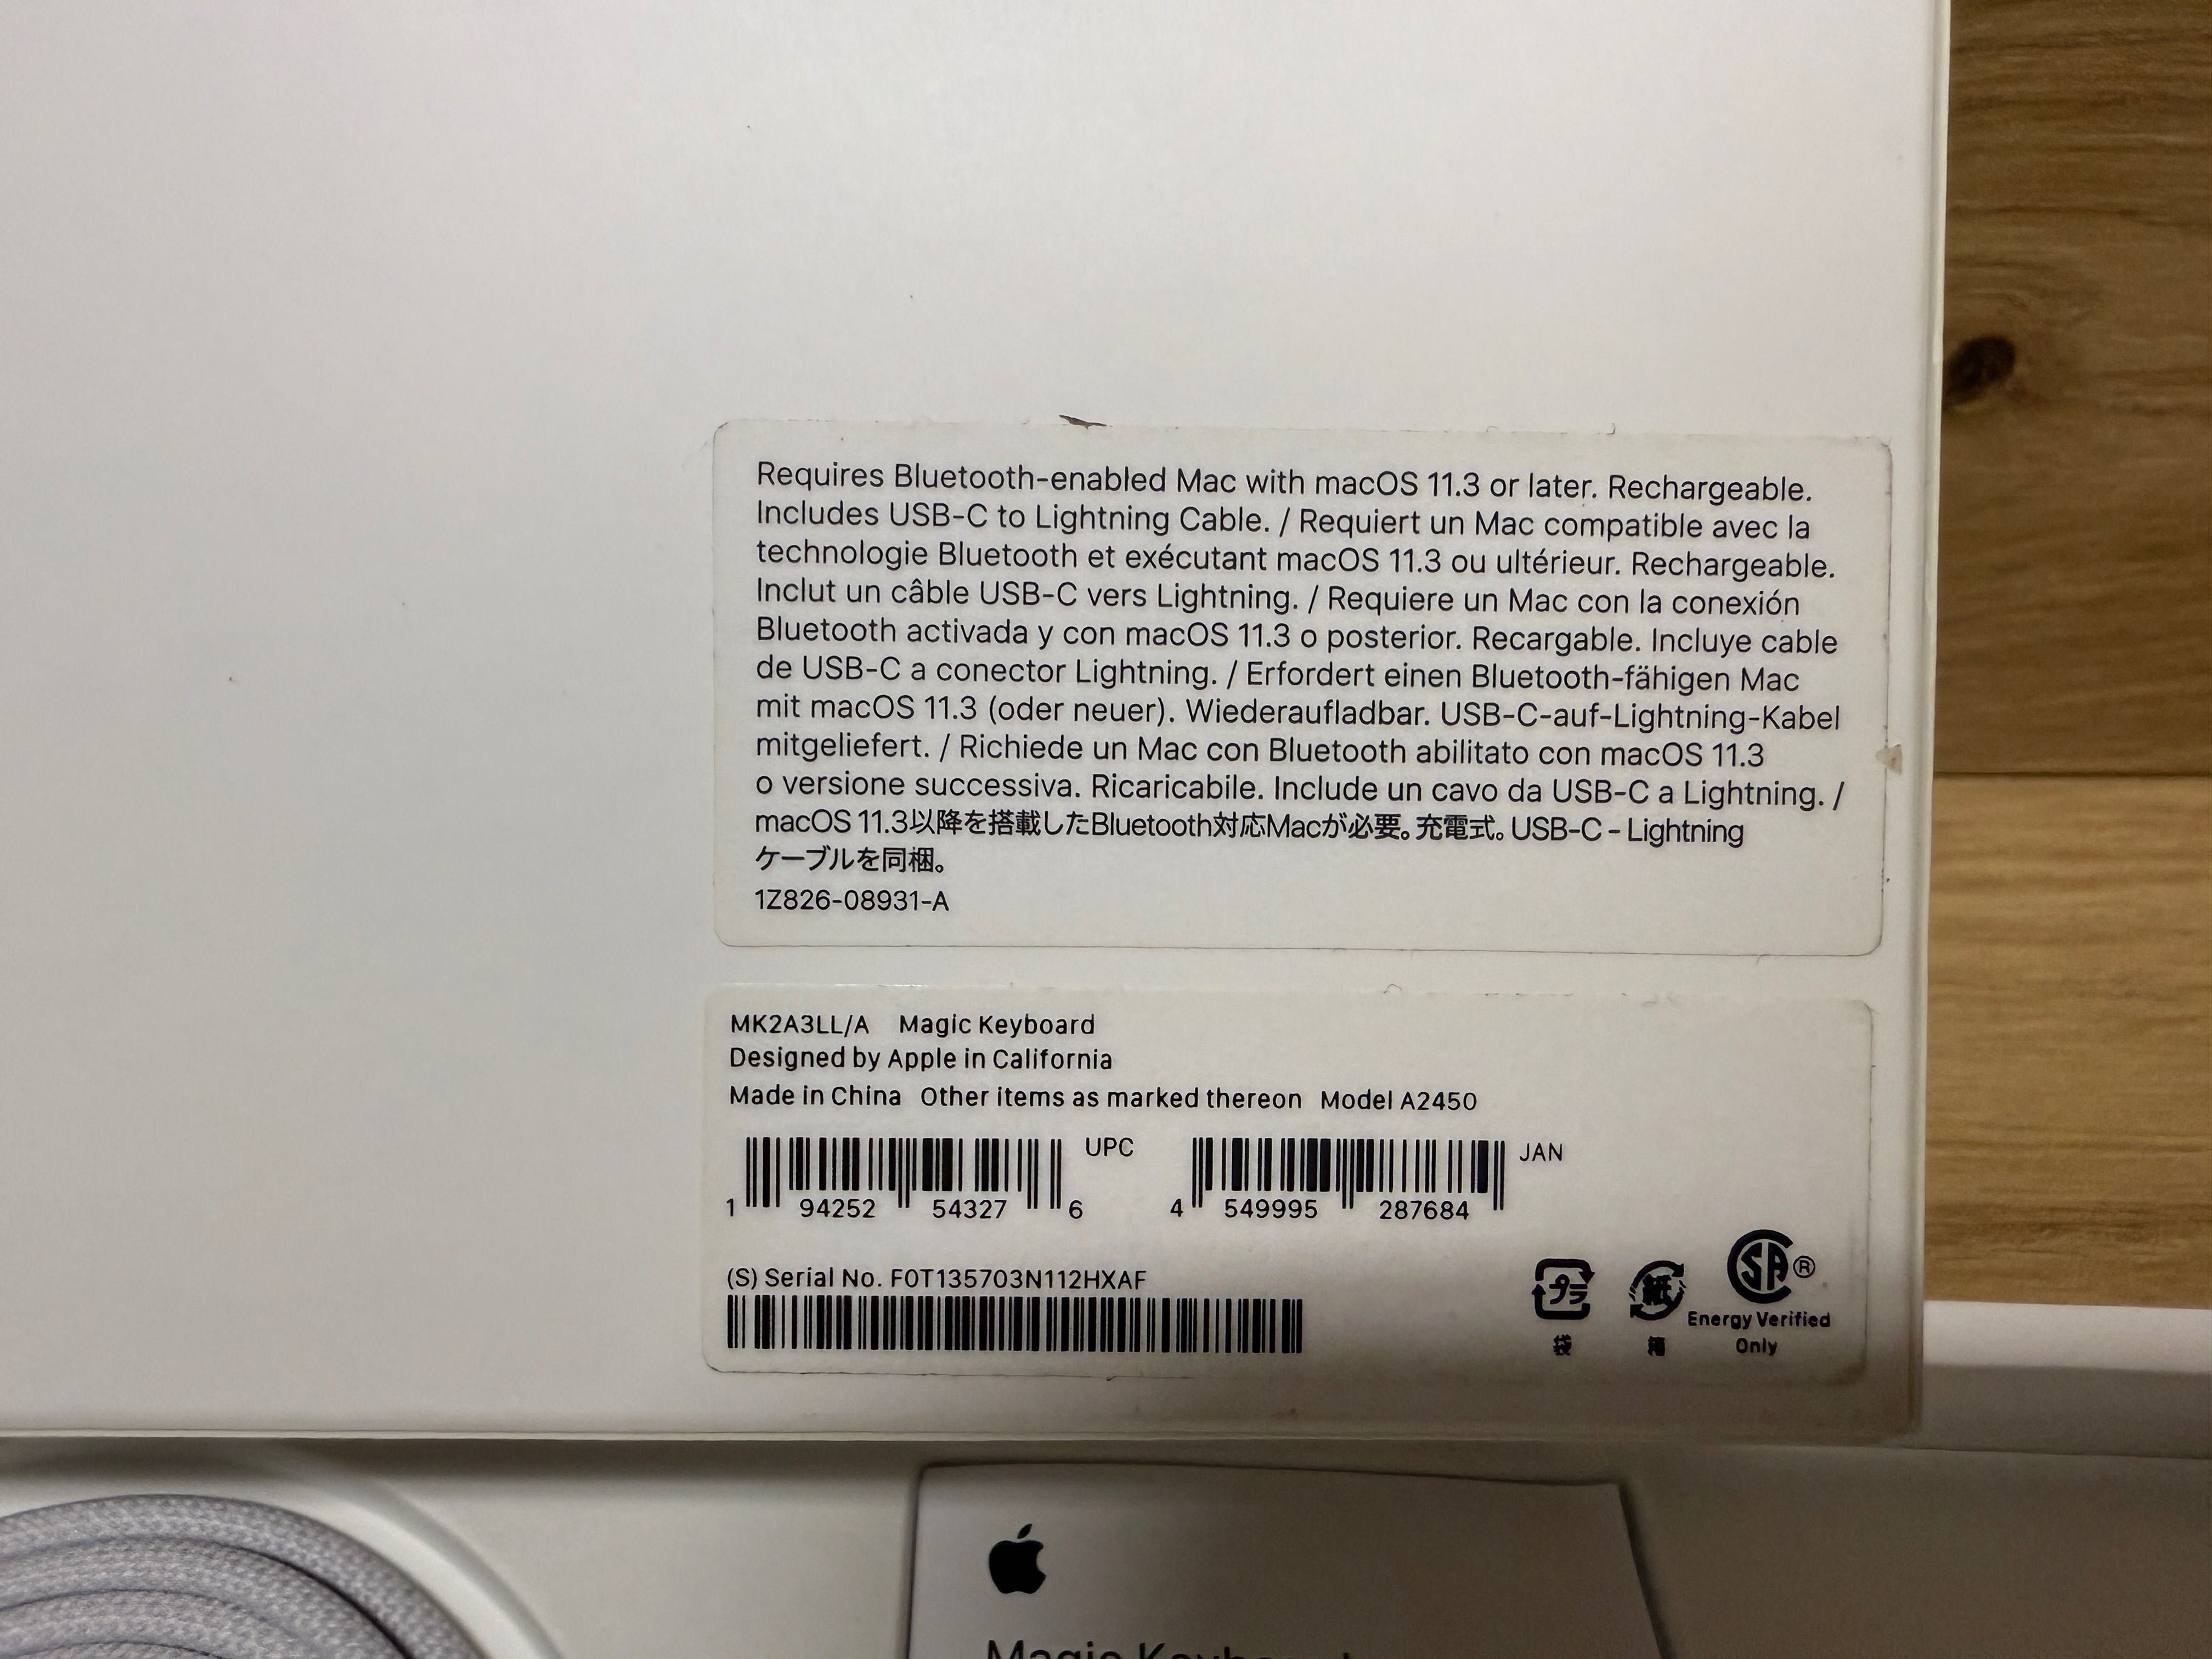 Requires Bluetooth-enabled Mac with macOS 11.3 or later. Rechargeable.
Includes USB-C to Lightning Cable. / Requiert un Mac compatible avec la
technologie Bluetooth et exécutant macOS 11.3 ou ultérieur. Rechargeable.
Inclut un câble USB-C vers Lightning. / Requiere un Mac con la conexión
Bluetooth activada y con macOS 11.3 o posterior. Recargable. Incluye cable
de USB-C a conector Lightning. / Erfordert einen Bluetooth-fähigen Mac
mit macOS 11.3 (oder neuer). Wiederaufladbar. USB-C-auf-Lightning-Kabel
mitgeliefert. / Richiede un Mac con Bluetooth abilitato con macOS 11.3
o versione successiva. Ricaricabile. Include un cavo da USB-C a Lightning. /
macOS 11.3以降を搭載したBluetooth対応Macが必要。充電式。USB-C – Lightning
ケーブルを同梱。
1Z826-08931-A
MK2A3LL/A Magic Keyboard
Designed by Apple in California
Made in China Other items as marked thereon Model A2450
UPC JAN
1 94252 54327 6 4 549995 287684
(S) Serial No. F0T135703N112HXAF
プラ 紙 SA ®
Energy Verified
袋 箱 Only
Magic Keyboard